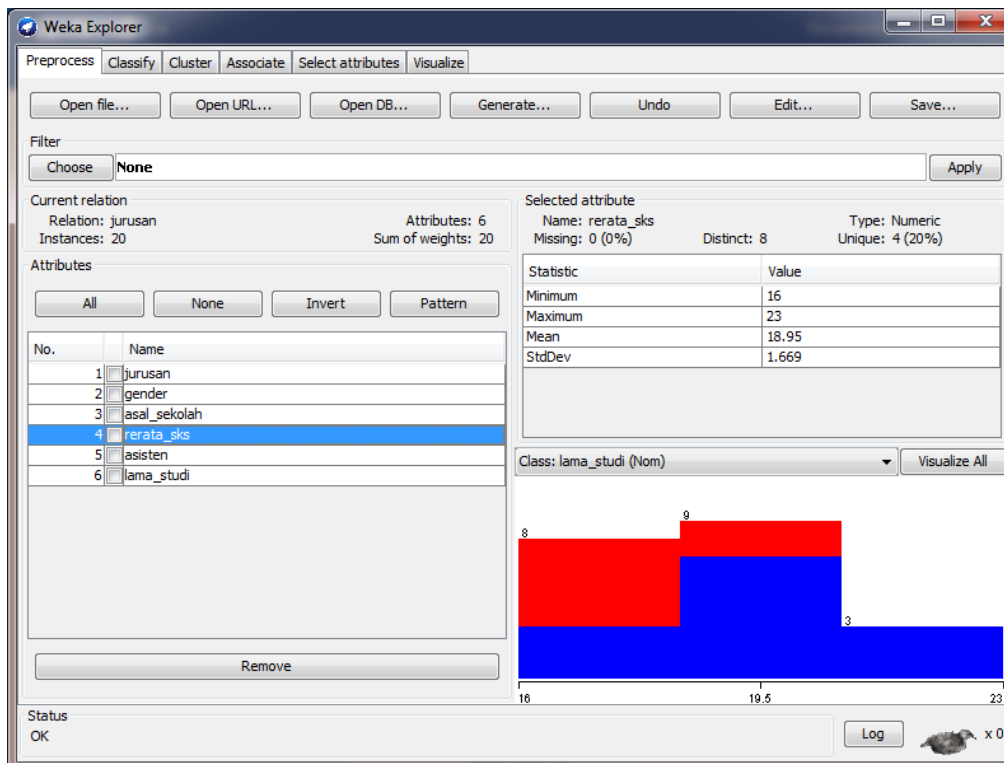 Weka Explorer
Preprocess Classify Cluster Associate Select attributes Visualize
Open file... Open URL... Open DB... Generate... Undo Edit... Save...
Filter
Choose None Apply
Current relation
Relation: jurusan Attributes: 6
Instances: 20 Sum of weights: 20
Selected attribute
Name: rerata_sks Type: Numeric
Missing: 0 (0%) Distinct: 8 Unique: 4 (20%)
Attributes
All None Invert Pattern
No. Name
1 jurusan
2 gender
3 asal_sekolah
4 rerata_sks
5 asisten
6 lama_studi
Remove
Statistic Value
Minimum 16
Maximum 23
Mean 18.95
StdDev 1.669
Class: lama_studi (Nom) Visualize All
8 9 3
16 19.5 23
Status
OK
Log x 0